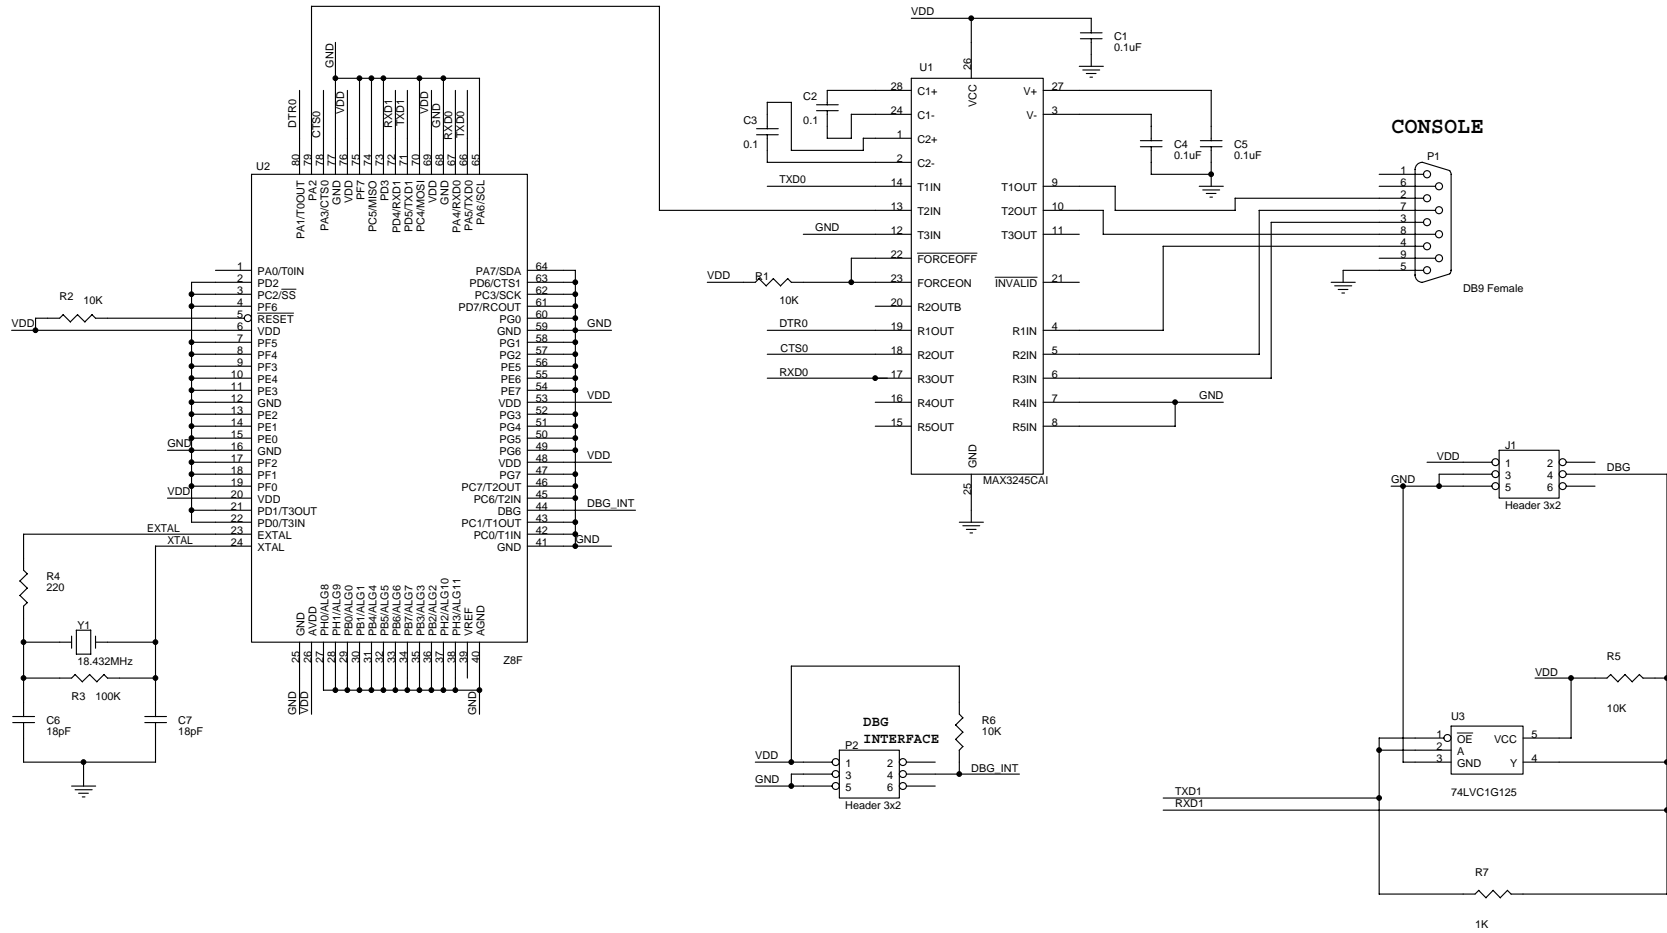 VDD
C1
0.1uF
26
U1
VCC
28 C1+
24 C1-
1 C2+
2 C2-
14 T1IN
13 T2IN
12 T3IN
22 FORCEOFF
23 FORCEON
20 R2OUTB
19 R1OUT
18 R2OUT
17 R3OUT
16 R4OUT
15 R5OUT
V+ 27
V- 3
T1OUT 9
T2OUT 10
T3OUT 11
INVALID 21
R1IN 4
R2IN 5
R3IN 6
R4IN 7
R5IN 8
GND
25
MAX3245CAI
C2
0.1
C3
0.1
TXD0
GND
VDD
R1
10K
DTR0
CTS0
RXD0
C4
0.1uF
C5
0.1uF
GND
CONSOLE
P1
1
6
2
7
3
8
4
9
5
DB9 Female
GND
DTR0
CTS0
VDD
RXD1
TXD1
VDD
GND
RXD0
TXD0
U2
80 PA1/T0OUT
79 PA2
78 PA3/CTS0
77 GND
76 VDD
75 PF7
74 PC5/MISO
73 PD3
72 PD4/RXD1
71 PD5/TXD1
70 PC4/MOSI
69 VDD
68 GND
67 PA4/RXD0
66 PA5/TXD0
65 PA6/SCL
1 PA0/T0IN
2 PD2
3 PC2/SS
4 PF6
5 RESET
6 VDD
7 PF5
8 PF4
9 PF3
10 PE4
11 PE3
12 GND
13 PE2
14 PE1
15 PE0
16 GND
17 PF2
18 PF1
19 PF0
20 VDD
21 PD1/T3OUT
22 PD0/T3IN
23 EXTAL
24 XTAL
PA7/SDA 64
PD6/CTS1 63
PC3/SCK 62
PD7/RCOUT 61
PG0 60
GND 59
PG1 58
PG2 57
PE5 56
PE6 55
PE7 54
VDD 53
PG3 52
PG4 51
PG5 50
PG6 49
VDD 48
PG7 47
PC7/T2OUT 46
PC6/T2IN 45
DBG 44
PC1/T1OUT 43
PC0/T1IN 42
GND 41
GND
VDD
VDD
DBG_INT
GND
R2 10K
VDD
GND
VDD
EXTAL
XTAL
R4
220
Y1
18.432MHz
R3 100K
C6
18pF
C7
18pF
25 GND
26 AVDD
27 PH0/ALG8
28 PH1/ALG9
29 PB0/ALG0
30 PB1/ALG1
31 PB4/ALG4
32 PB5/ALG5
33 PB6/ALG6
34 PB7/ALG7
35 PB3/ALG3
36 PB2/ALG2
37 PH2/ALG10
38 PH3/ALG11
39 VREF
40 AGND
Z8F
GND
VDD
GND
DBG
INTERFACE
P2
VDD
GND
1 2
3 4
5 6
Header 3x2
R6
10K
DBG_INT
J1
VDD
GND
1 2
3 4
5 6
Header 3x2
DBG
VDD
R5
10K
U3
1 OE
2 A
3 GND
VCC 5
Y 4
74LVC1G125
TXD1
RXD1
R7
1K